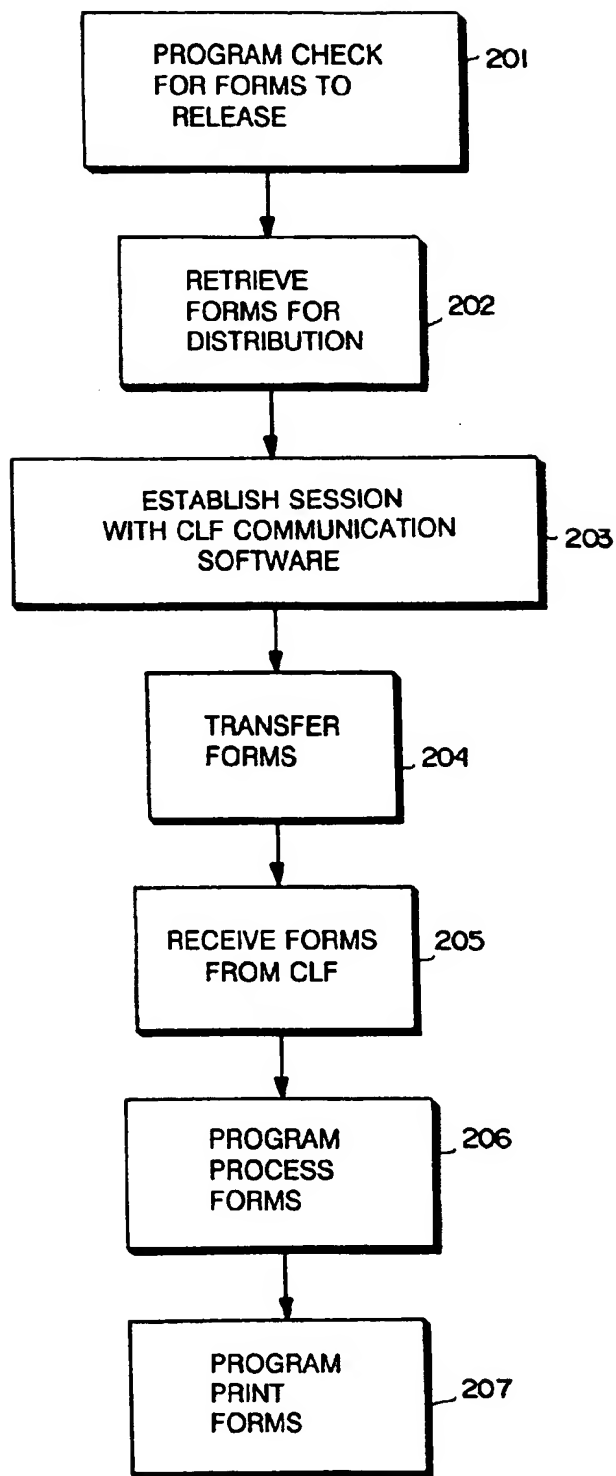 PROGRAM CHECK
FOR FORMS TO
RELEASE
201
RETRIEVE
FORMS FOR
DISTRIBUTION
202
ESTABLISH SESSION
WITH CLF COMMUNICATION
SOFTWARE
203
TRANSFER
FORMS
204
RECEIVE FORMS
FROM CLF
205
PROGRAM
PROCESS
FORMS
206
PROGRAM
PRINT
FORMS
207